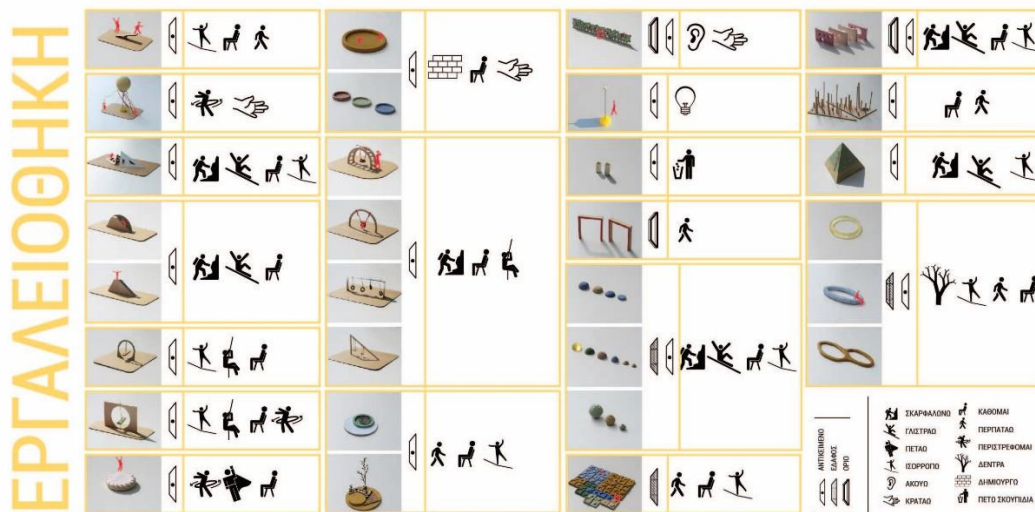 ΕΡΓΑΛΕΙΟΘΗΚΗ
ΑΝΤΙΚΕΙΜΕΝΟ
ΕΔΑΦΟΣ
ΟΡΙΟ
ΣΚΑΡΦΑΛΩΝΩ
ΓΛΙΣΤΡΑΩ
ΠΕΤΑΩ
ΙΣΟΡΡΟΠΩ
ΑΚΟΥΩ
ΚΡΑΤΑΩ
ΚΑΘΟΜΑΙ
ΠΕΡΠΑΤΑΩ
ΠΕΡΙΣΤΡΕΦΟΜΑΙ
ΔΕΝΤΡΑ
ΔΗΜΙΟΥΡΓΩ
ΠΕΤΩ ΣΚΟΥΠΙΔΙΑ